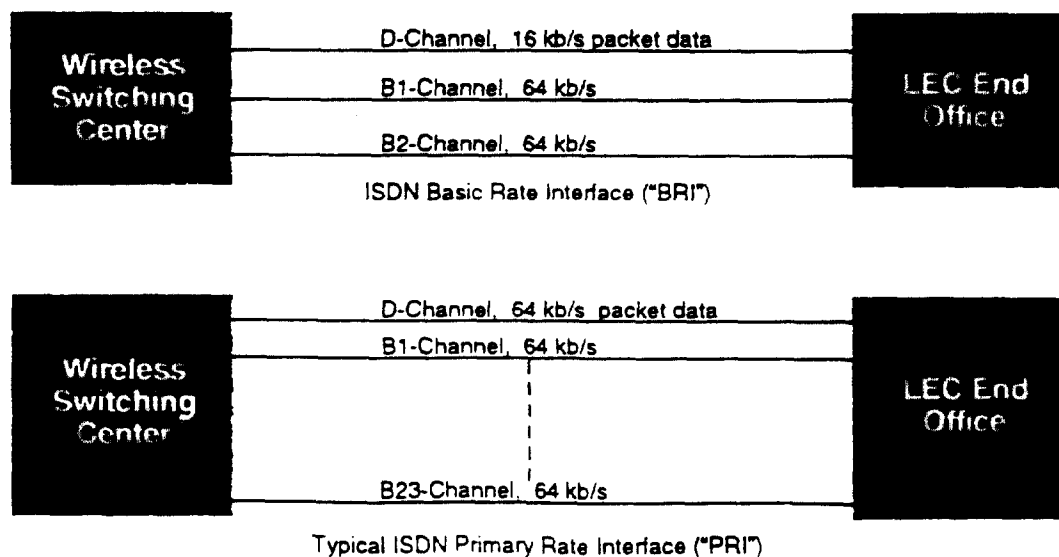 D-Channel, 16 kb/s packet data
Wireless
Switching
Center
B1-Channel, 64 kb/s
B2-Channel, 64 kb/s
LEC End
Office
ISDN Basic Rate Interface ("BRI")
D-Channel, 64 kb/s packet data
B1-Channel, 64 kb/s
Wireless
Switching
Center
LEC End
Office
B23-Channel, 64 kb/s
Typical ISDN Primary Rate Interface ("PRI")